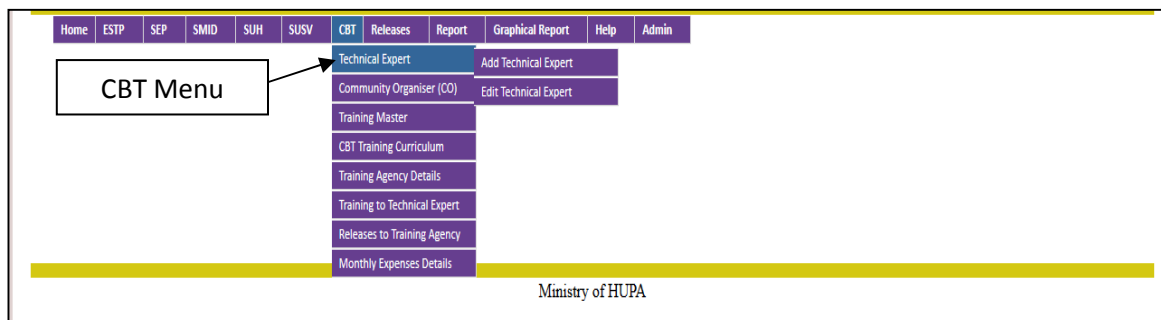 Home ESTP SEP SMID SUH SUSV CBT Releases Report Graphical Report Help Admin
Technical Expert Add Technical Expert
CBT Menu
Community Organiser (CO) Edit Technical Expert
Training Master
CBT Training Curriculum
Training Agency Details
Training to Technical Expert
Releases to Training Agency
Monthly Expenses Details
Ministry of HUPA